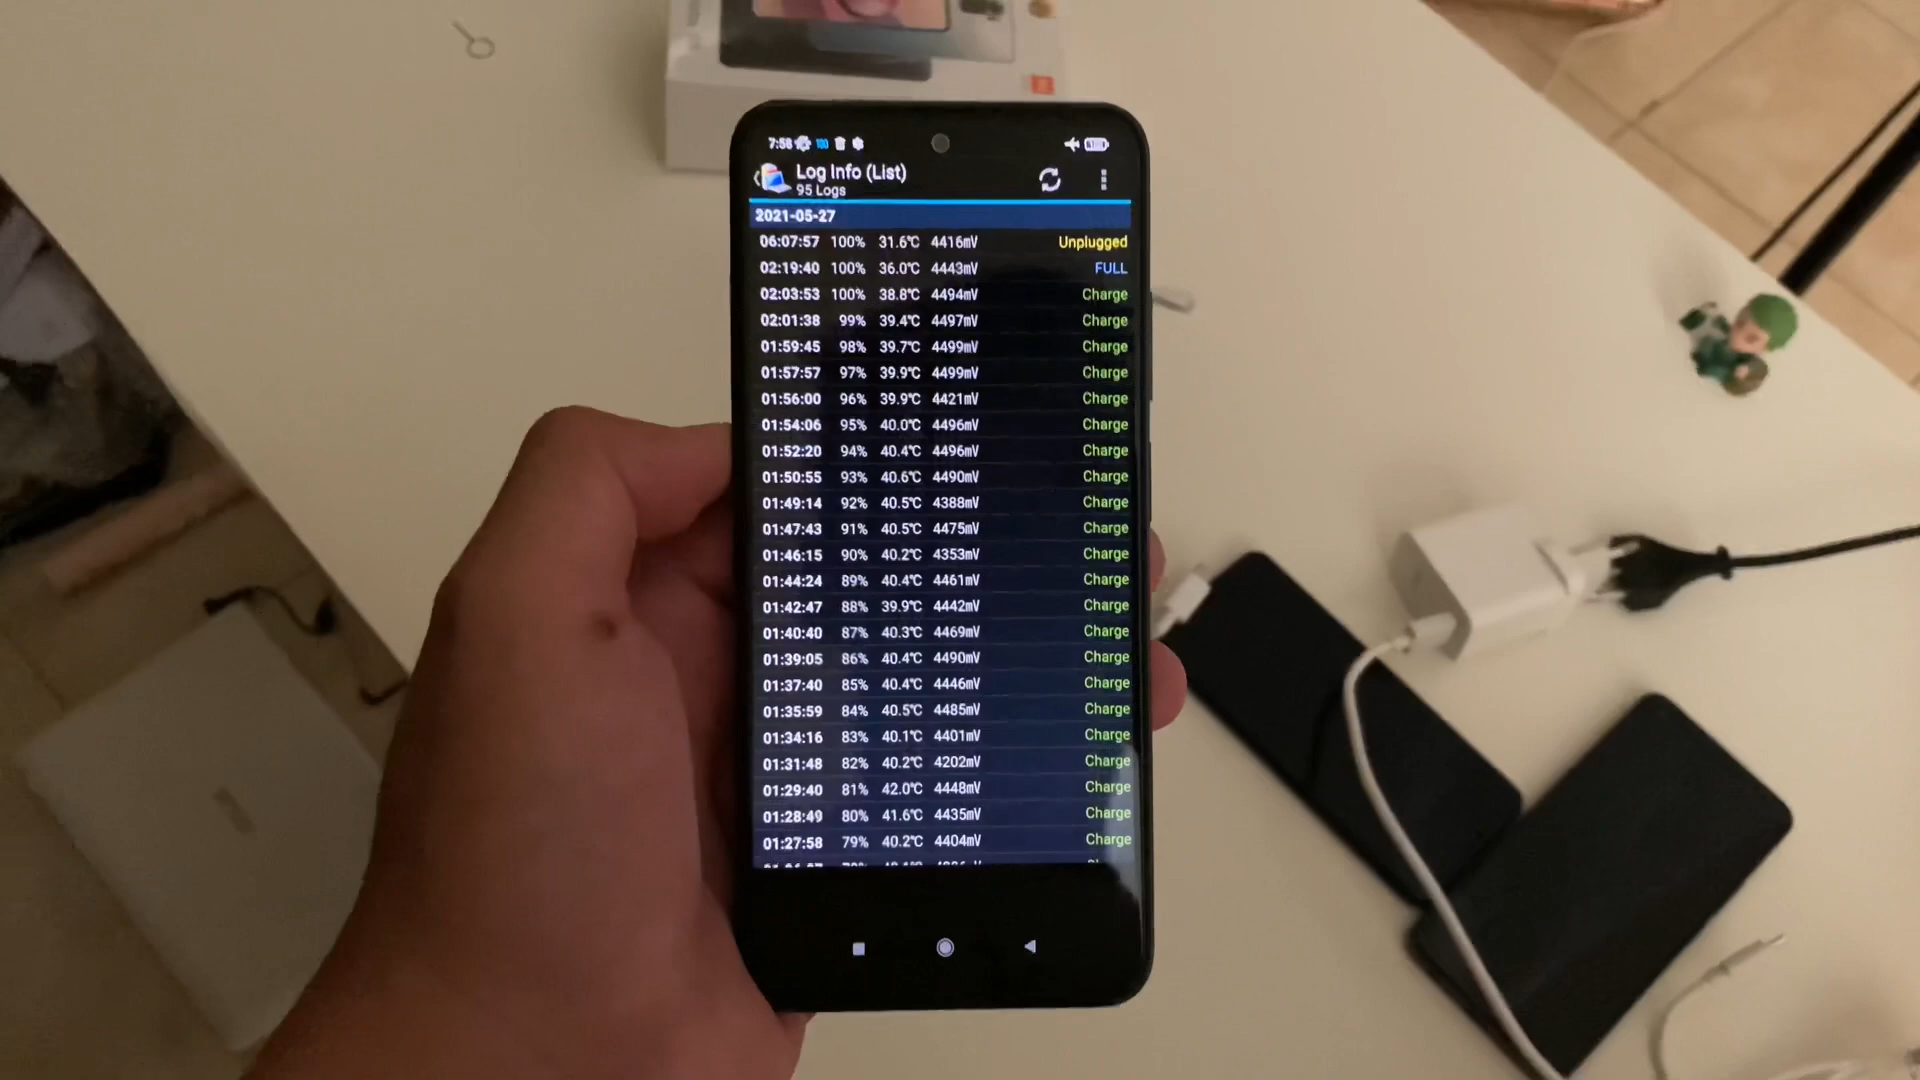 7:58 100
Log Info (List)
95 Logs
2021-05-27
06:07:57 100% 31.6℃ 4416mV Unplugged
02:19:40 100% 36.0℃ 4443mV FULL
02:03:53 100% 38.8℃ 4494mV Charge
02:01:38 99% 39.4℃ 4497mV Charge
01:59:45 98% 39.7℃ 4499mV Charge
01:57:57 97% 39.9℃ 4499mV Charge
01:56:00 96% 39.9℃ 4421mV Charge
01:54:06 95% 40.0℃ 4496mV Charge
01:52:20 94% 40.4℃ 4496mV Charge
01:50:55 93% 40.6℃ 4490mV Charge
01:49:14 92% 40.5℃ 4388mV Charge
01:47:43 91% 40.5℃ 4475mV Charge
01:46:15 90% 40.2℃ 4353mV Charge
01:44:24 89% 40.4℃ 4461mV Charge
01:42:47 88% 39.9℃ 4442mV Charge
01:40:40 87% 40.3℃ 4469mV Charge
01:39:05 86% 40.4℃ 4490mV Charge
01:37:40 85% 40.4℃ 4446mV Charge
01:35:59 84% 40.5℃ 4485mV Charge
01:34:16 83% 40.1℃ 4401mV Charge
01:31:48 82% 40.2℃ 4202mV Charge
01:29:40 81% 42.0℃ 4448mV Charge
01:28:49 80% 41.6℃ 4435mV Charge
01:27:58 79% 40.2℃ 4404mV Charge